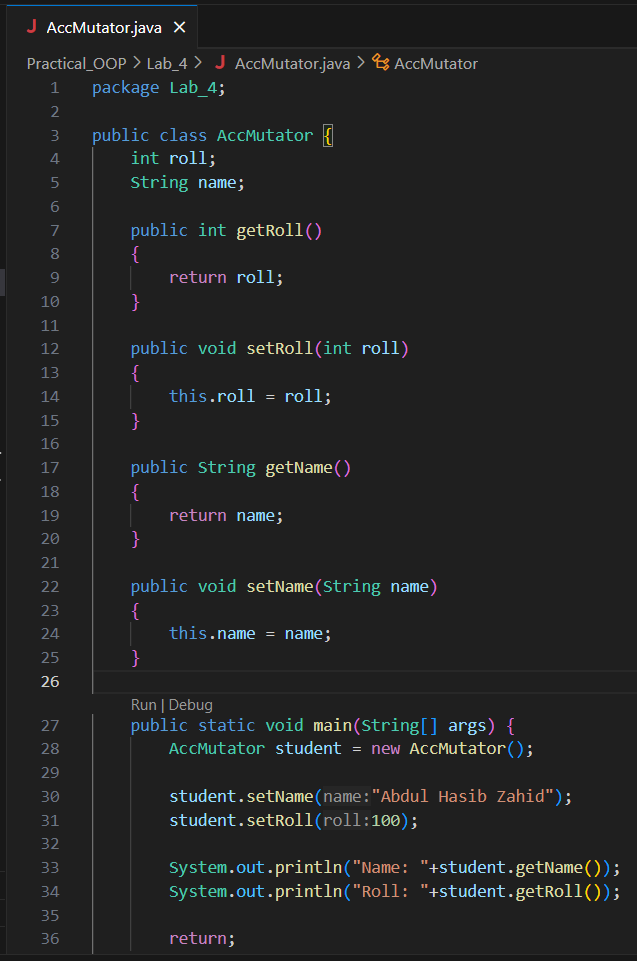 J AccMutator.java ×
Practical_OOP > Lab_4 > J AccMutator.java > AccMutator
1 package Lab_4;
2
3 public class AccMutator {
4 int roll;
5 String name;
6
7 public int getRoll()
8 {
9 return roll;
10 }
11
12 public void setRoll(int roll)
13 {
14 this.roll = roll;
15 }
16
17 public String getName()
18 {
19 return name;
20 }
21
22 public void setName(String name)
23 {
24 this.name = name;
25 }
26
Run | Debug
27 public static void main(String[] args) {
28 AccMutator student = new AccMutator();
29
30 student.setName(name:"Abdul Hasib Zahid");
31 student.setRoll(roll:100);
32
33 System.out.println("Name: "+student.getName());
34 System.out.println("Roll: "+student.getRoll());
35
36 return;